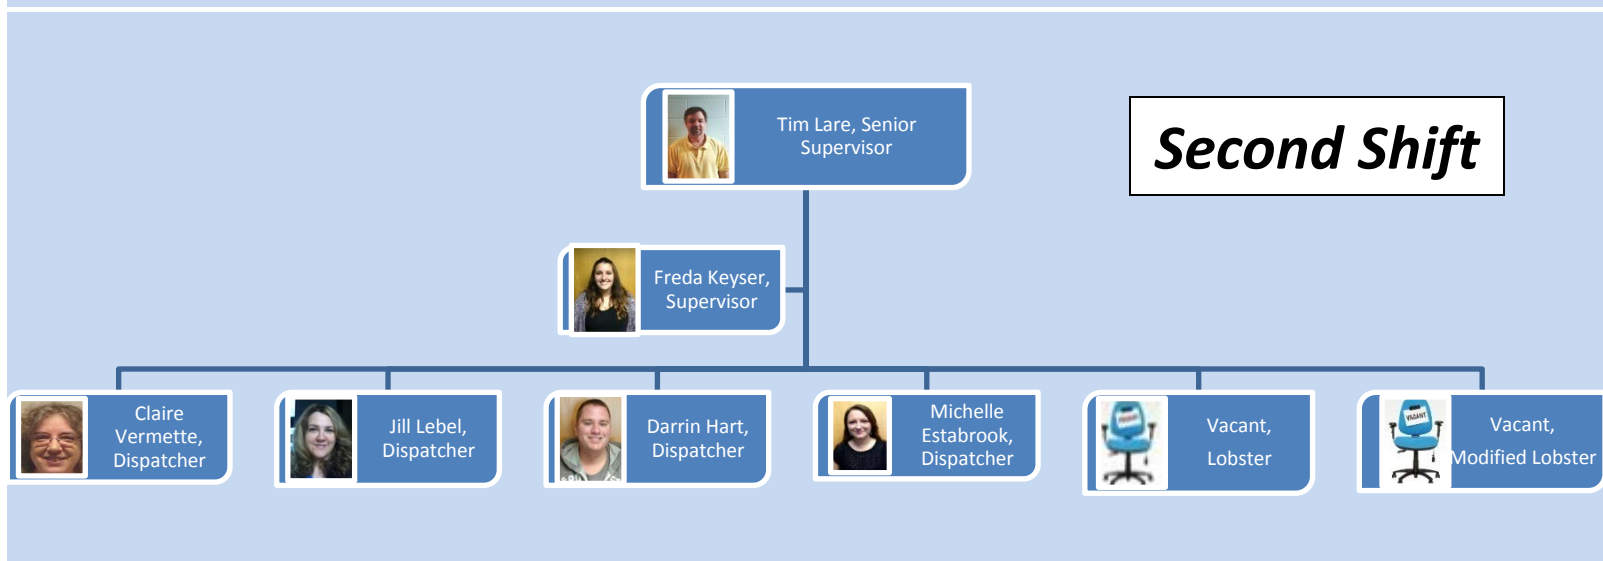 Tim Lare, Senior
Supervisor
Second Shift
Freda Keyser,
Supervisor
Claire
Vermette,
Dispatcher
Jill Lebel,
Dispatcher
Darrin Hart,
Dispatcher
Michelle
Estabrook,
Dispatcher
Vacant,
Lobster
VACANT
Vacant,
Modified Lobster